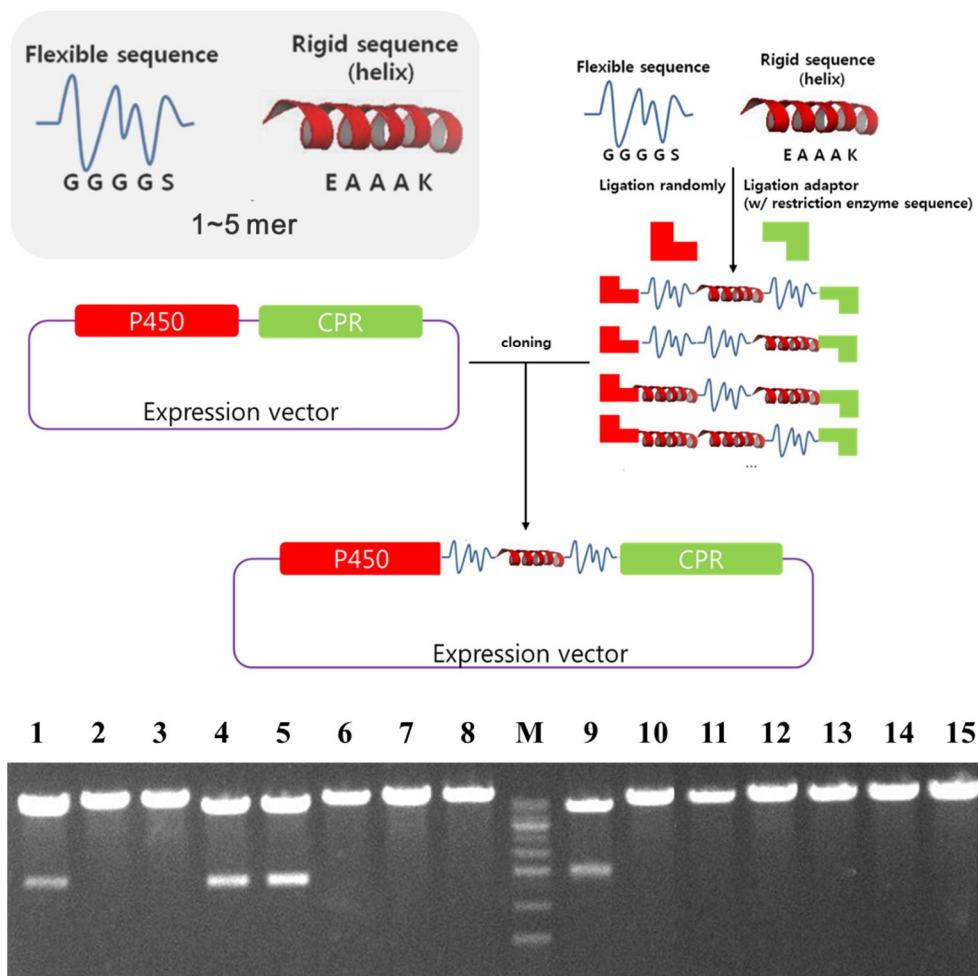 Flexible sequence
G G G G S
Rigid sequence
(helix)
E A A A K
1~5 mer
Flexible sequence
G G G G S
Rigid sequence
(helix)
E A A A K
Ligation randomly
Ligation adaptor
(w/ restriction enzyme sequence)
P450
CPR
Expression vector
cloning
...
P450
CPR
Expression vector
1 2 3 4 5 6 7 8 M 9 10 11 12 13 14 15